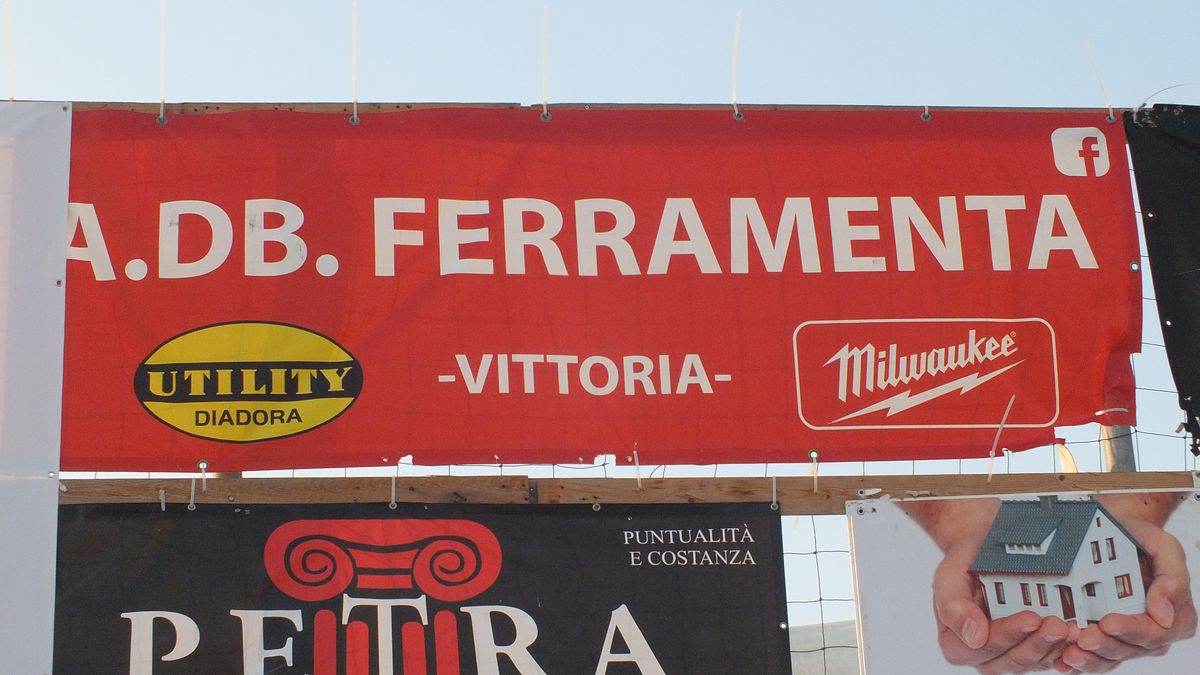 A.DB. FERRAMENTA
UTILITY
DIADORA
-VITTORIA-
Milwaukee®
PUNTUALITÀ
E COSTANZA
PETRA